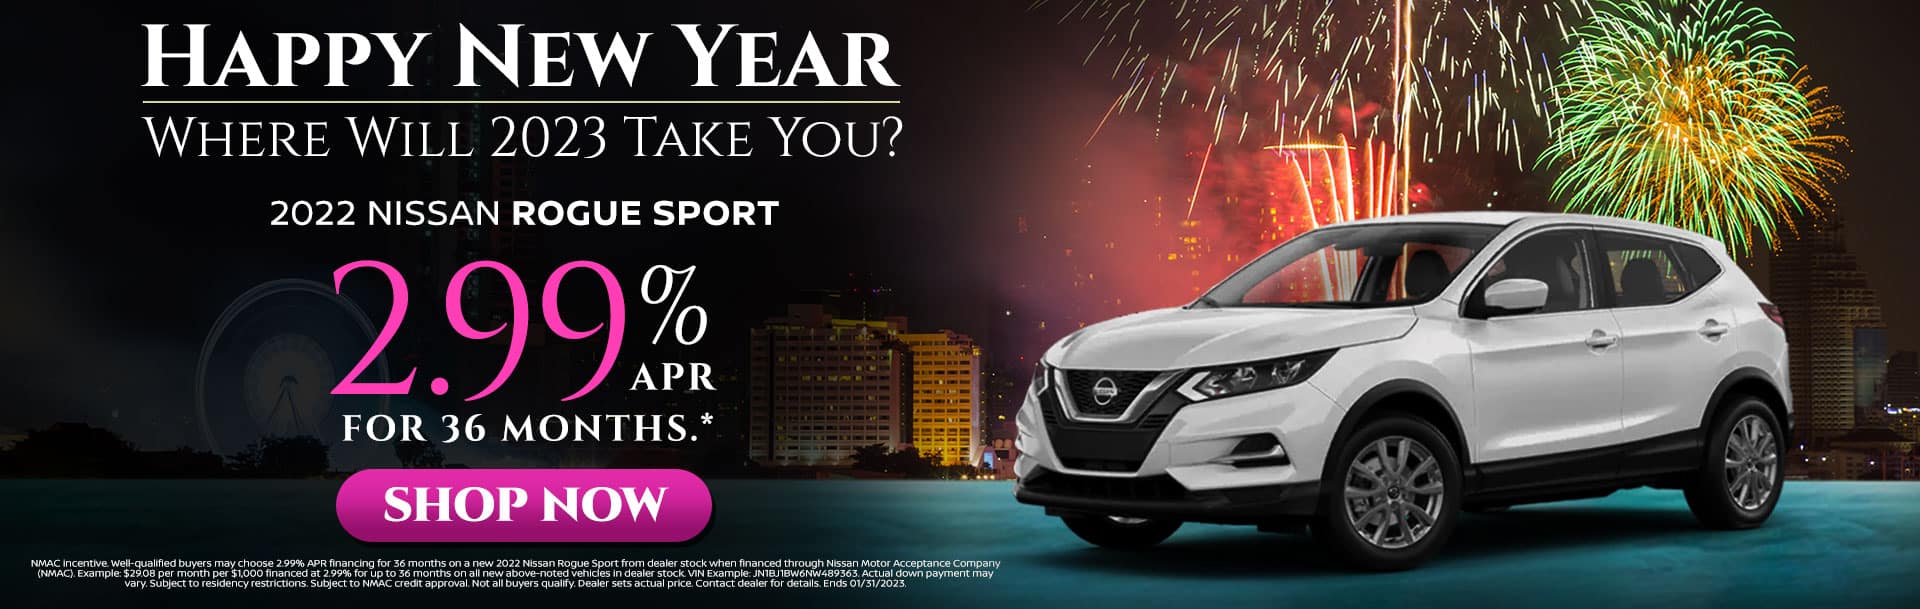 Happy New Year
Where Will 2023 Take You?
2022 NISSAN ROGUE SPORT
2.99%
APR
FOR 36 MONTHS.*
SHOP NOW
NMAC incentive. Well-qualified buyers may choose 2.99% APR financing for 36 months on a new 2022 Nissan Rogue Sport from dealer stock when financed through Nissan Motor Acceptance Company
(NMAC). Example: $29.08 per month per $1,000 financed at 2.99% for up to 36 months on all new above-noted vehicles in dealer stock. VIN Example: JN1BJ1BW6NW489363. Actual down payment may
vary. Subject to residency restrictions. Subject to NMAC credit approval. Not all buyers qualify. Dealer sets actual price. Contact dealer for details. Ends 01/31/2023.
NISSAN